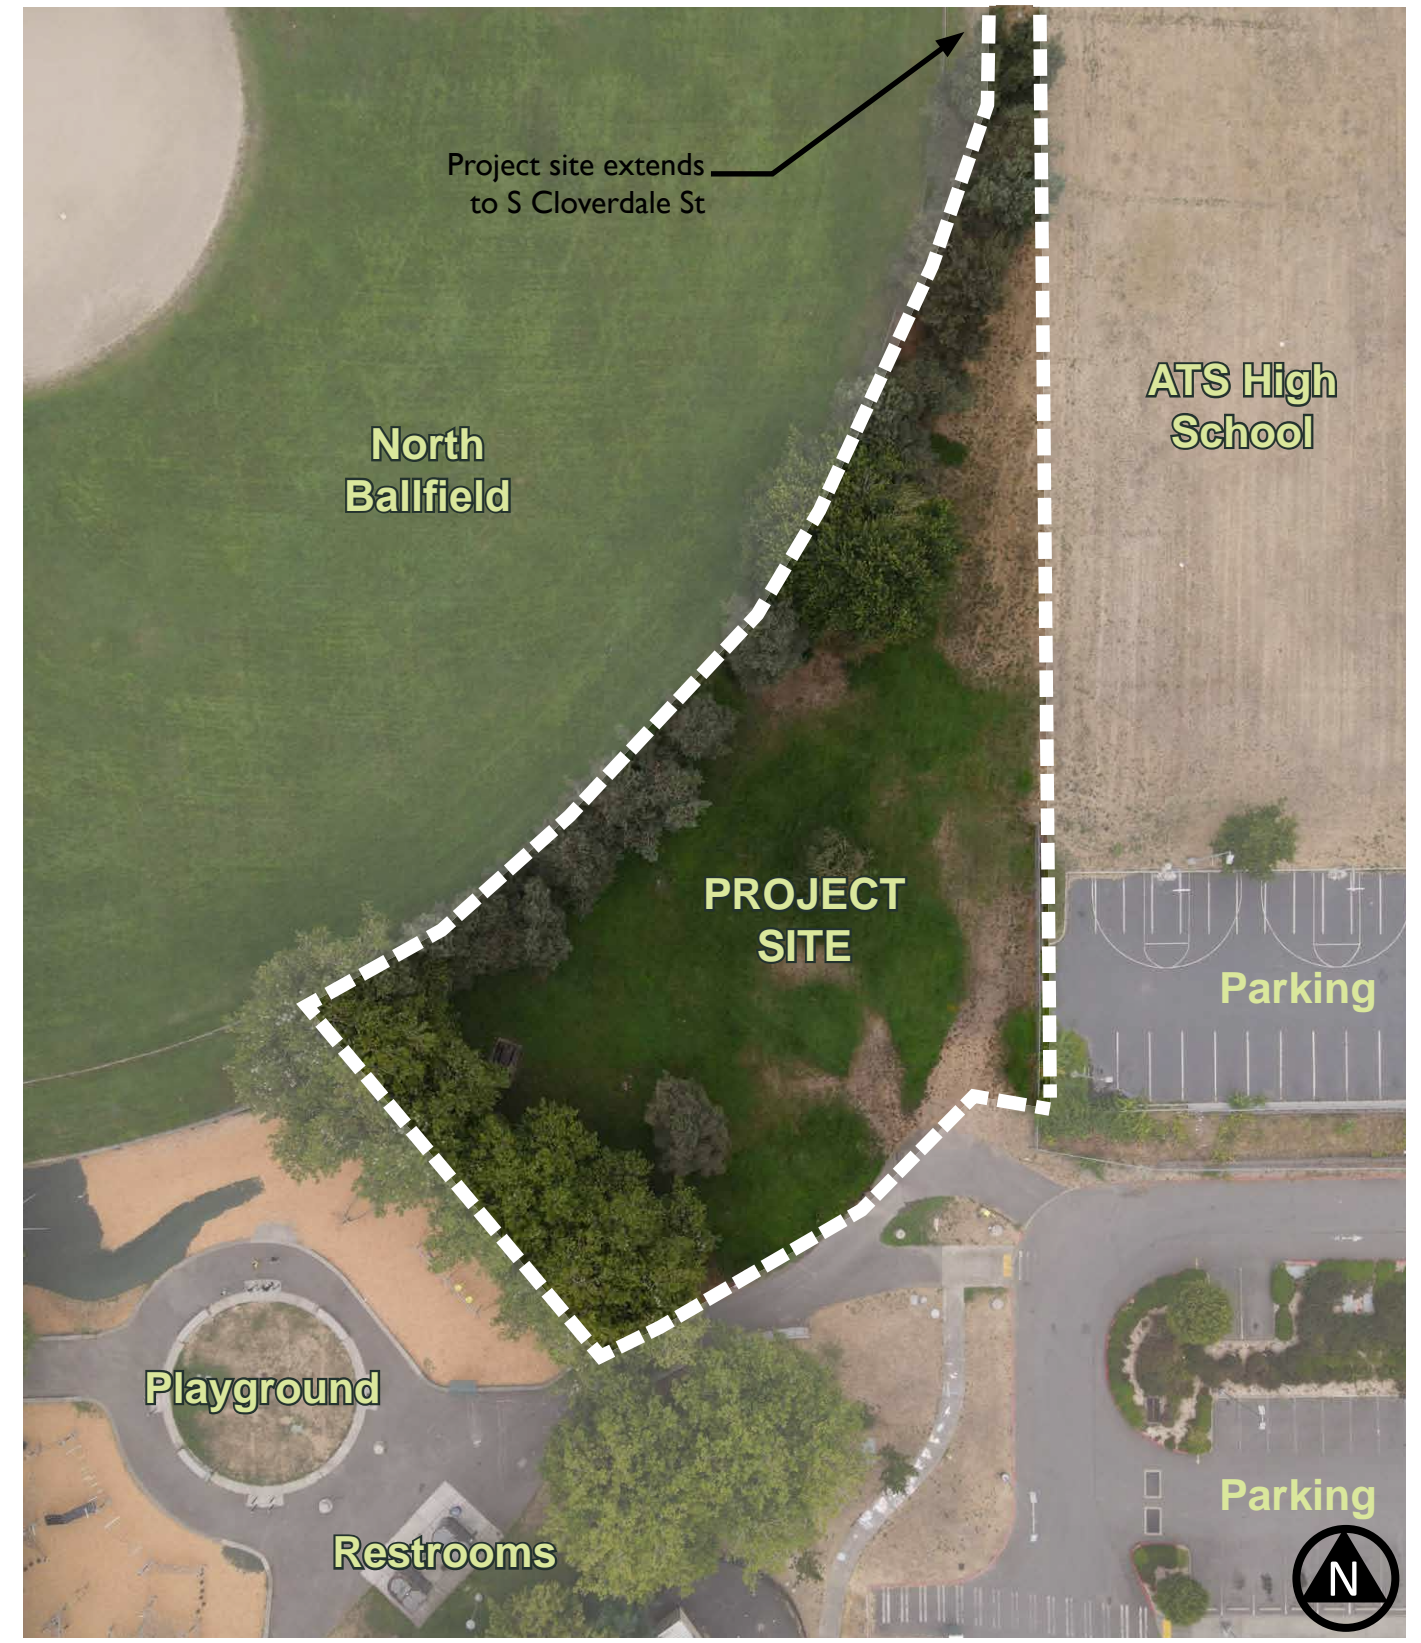 Project site extends
to S Cloverdale St
ATS High
School
North
Ballfield
PROJECT
SITE
Parking
Playground
Parking
Restrooms
N